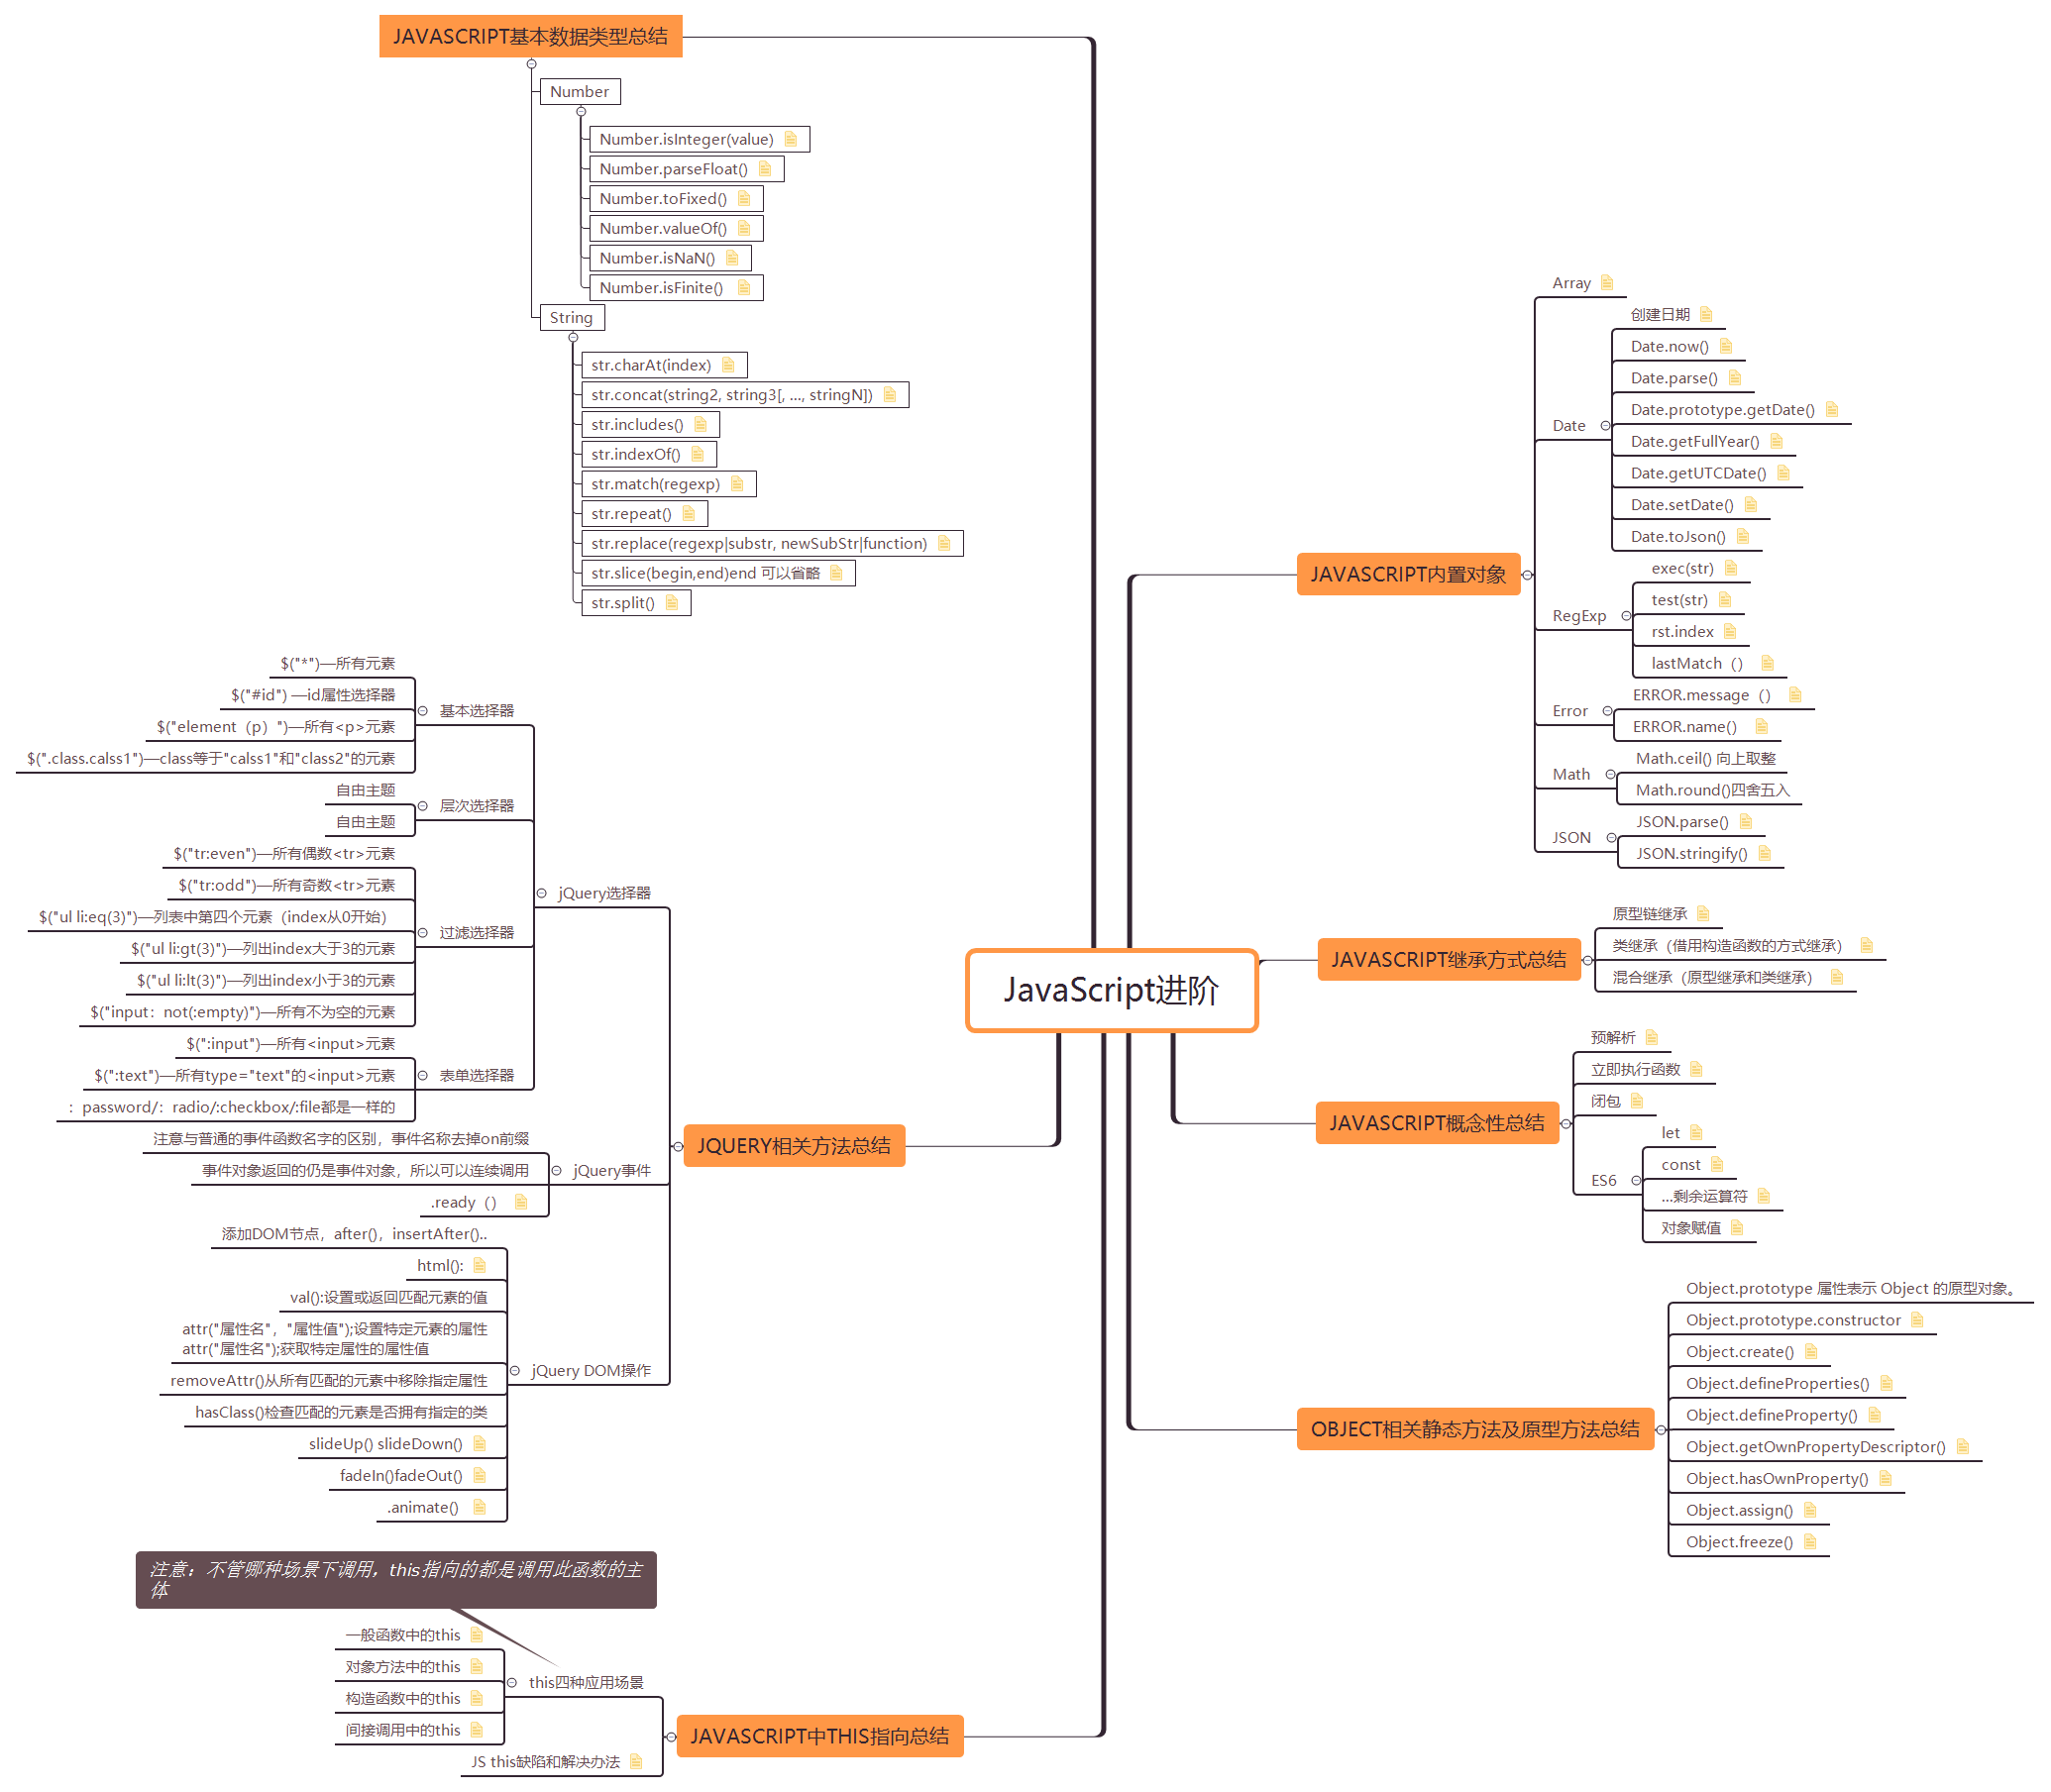 JAVASCRIPT基本数据类型总结
Number
Number.isInteger(value)
Number.parseFloat()
Number.toFixed()
Number.valueOf()
Number.isNaN()
Number.isFinite()
String
str.charAt(index)
str.concat(string2, string3[, ..., stringN])
str.includes()
str.indexOf()
str.match(regexp)
str.repeat()
str.replace(regexp|substr, newSubStr|function)
str.slice(begin,end)end 可以省略
str.split()
$("*")—所有元素
$("#id") —id属性选择器
$("element（p）")—所有<p>元素
$(".class.calss1")—class等于"calss1"和"class2"的元素
基本选择器
自由主题
自由主题
层次选择器
$("tr:even")—所有偶数<tr>元素
$("tr:odd")—所有奇数<tr>元素
$("ul li:eq(3)")—列表中第四个元素（index从0开始）
$("ul li:gt(3)")—列出index大于3的元素
$("ul li:lt(3)")—列出index小于3的元素
$("input：not(:empty)")—所有不为空的元素
过滤选择器
$(":input")—所有<input>元素
$(":text")—所有type="text"的<input>元素
：password/：radio/:checkbox/:file都是一样的
表单选择器
jQuery选择器
注意与普通的事件函数名字的区别，事件名称去掉on前缀
事件对象返回的仍是事件对象，所以可以连续调用
.ready（）
jQuery事件
添加DOM节点，after()，insertAfter()..
html():
val():设置或返回匹配元素的值
attr("属性名"，"属性值");设置特定元素的属性
attr("属性名");获取特定属性的属性值
removeAttr()从所有匹配的元素中移除指定属性
hasClass()检查匹配的元素是否拥有指定的类
slideUp() slideDown()
fadeIn()fadeOut()
.animate()
jQuery DOM操作
JQUERY相关方法总结
注意：不管哪种场景下调用，this指向的都是调用此函数的主
体
一般函数中的this
对象方法中的this
构造函数中的this
间接调用中的this
this四种应用场景
JS this缺陷和解决办法
JAVASCRIPT中THIS指向总结
JavaScript进阶
JAVASCRIPT内置对象
Array
Date
创建日期
Date.now()
Date.parse()
Date.prototype.getDate()
Date.getFullYear()
Date.getUTCDate()
Date.setDate()
Date.toJson()
RegExp
exec(str)
test(str)
rst.index
lastMatch（）
Error
ERROR.message（）
ERROR.name()
Math
Math.ceil() 向上取整
Math.round()四舍五入
JSON
JSON.parse()
JSON.stringify()
JAVASCRIPT继承方式总结
原型链继承
类继承（借用构造函数的方式继承）
混合继承（原型继承和类继承）
JAVASCRIPT概念性总结
预解析
立即执行函数
闭包
ES6
let
const
...剩余运算符
对象赋值
OBJECT相关静态方法及原型方法总结
Object.prototype 属性表示 Object 的原型对象。
Object.prototype.constructor
Object.create()
Object.defineProperties()
Object.defineProperty()
Object.getOwnPropertyDescriptor()
Object.hasOwnProperty()
Object.assign()
Object.freeze()